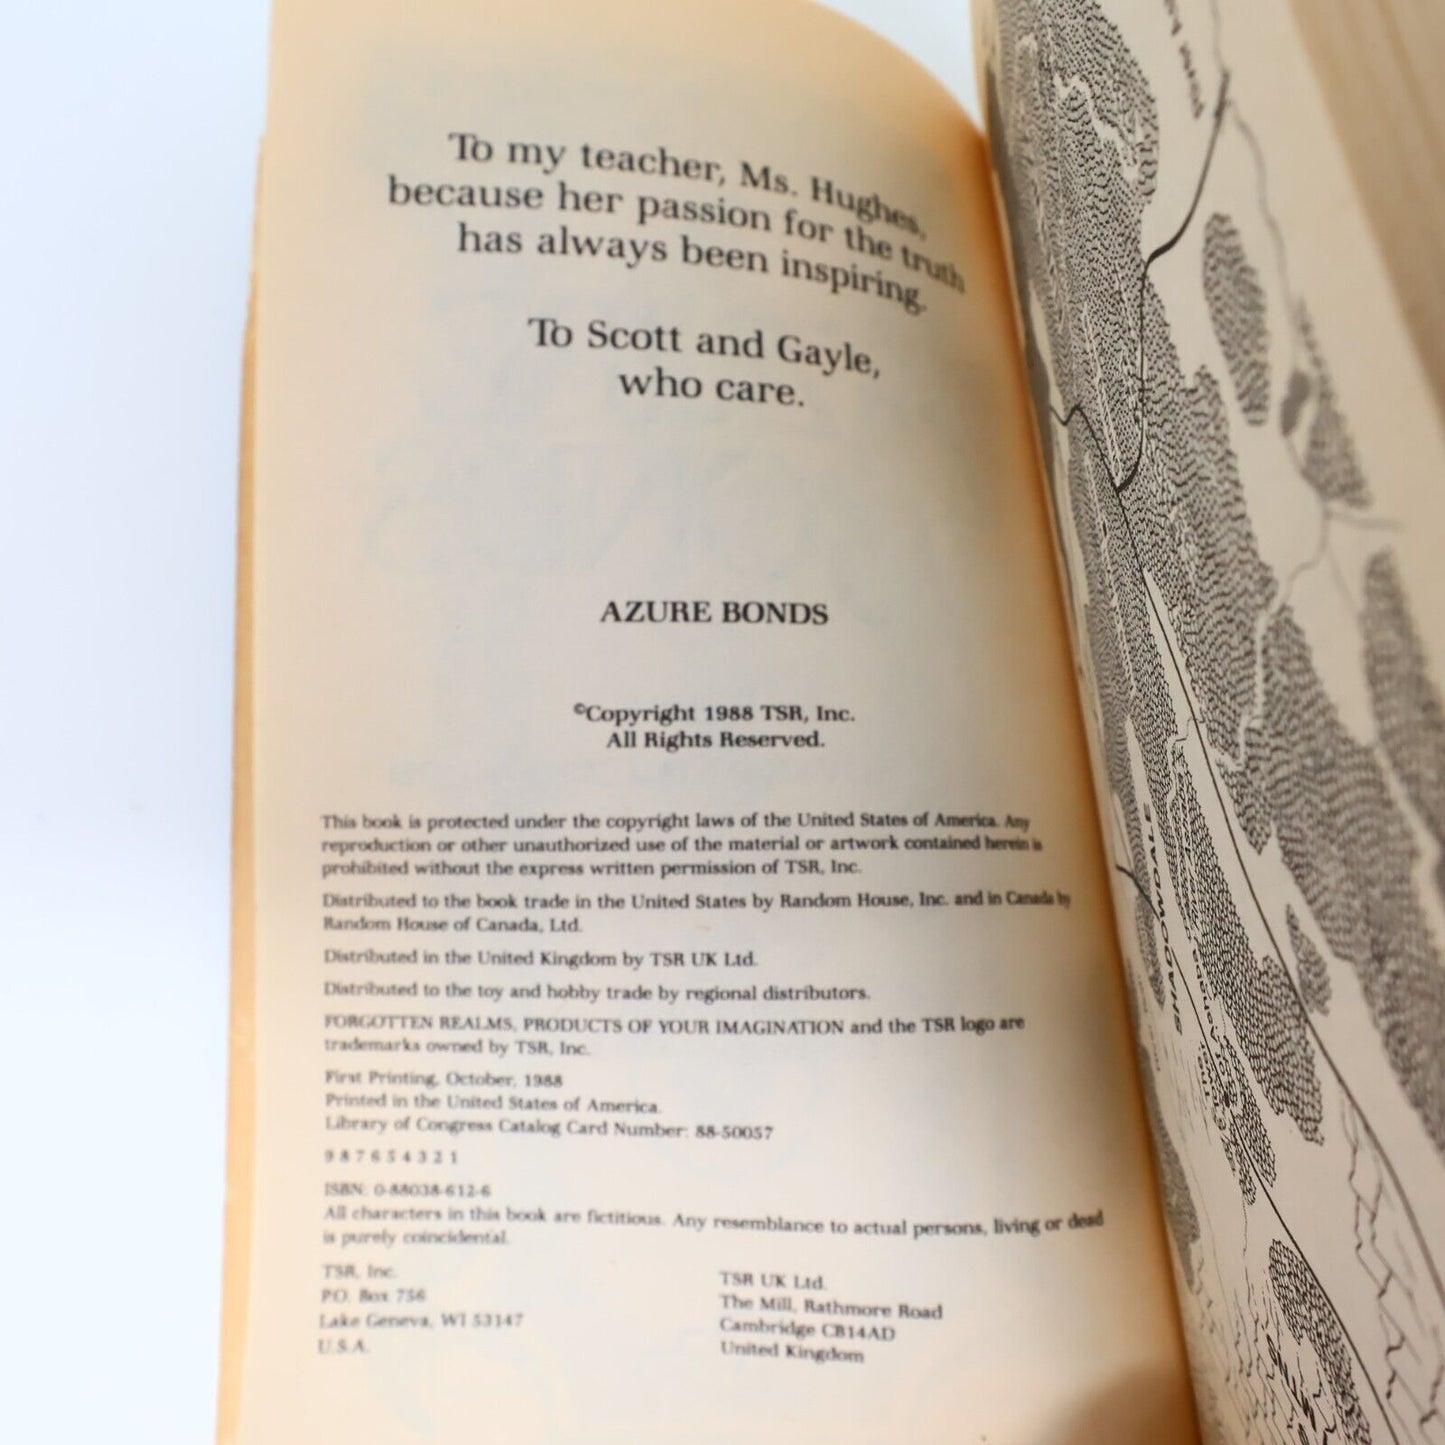 To my teacher, Ms. Hughes,
because her passion for the truth
has always been inspiring.
To Scott and Gayle,
who care.
AZURE BONDS
©Copyright 1988 TSR, Inc.
All Rights Reserved.
This book is protected under the copyright laws of the United States of America. Any
reproduction or other unauthorized use of the material or artwork contained herein is
prohibited without the express written permission of TSR, Inc.
Distributed to the book trade in the United States by Random House, Inc. and in Canada by
Random House of Canada, Ltd.
Distributed in the United Kingdom by TSR UK Ltd.
Distributed to the toy and hobby trade by regional distributors.
FORGOTTEN REALMS, PRODUCTS OF YOUR IMAGINATION and the TSR logo are
trademarks owned by TSR, Inc.
First Printing, October, 1988
Printed in the United States of America.
Library of Congress Catalog Card Number: 88-50057
9 8 7 6 5 4 3 2 1
ISBN: 0-88038-612-6
All characters in this book are fictitious. Any resemblance to actual persons, living or dead
is purely coincidental.
TSR, Inc.
P.O. Box 756
Lake Geneva, WI 53147
U.S.A.
TSR UK Ltd.
The Mill, Rathmore Road
Cambridge CB14AD
United Kingdom
SHADOWDALE